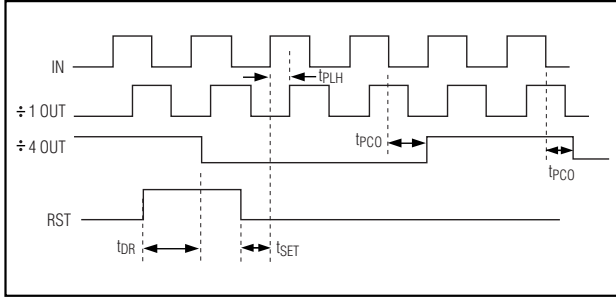 IN
tPLH
÷1 OUT
÷4 OUT
tPCO
tPCO
RST
tDR
tSET